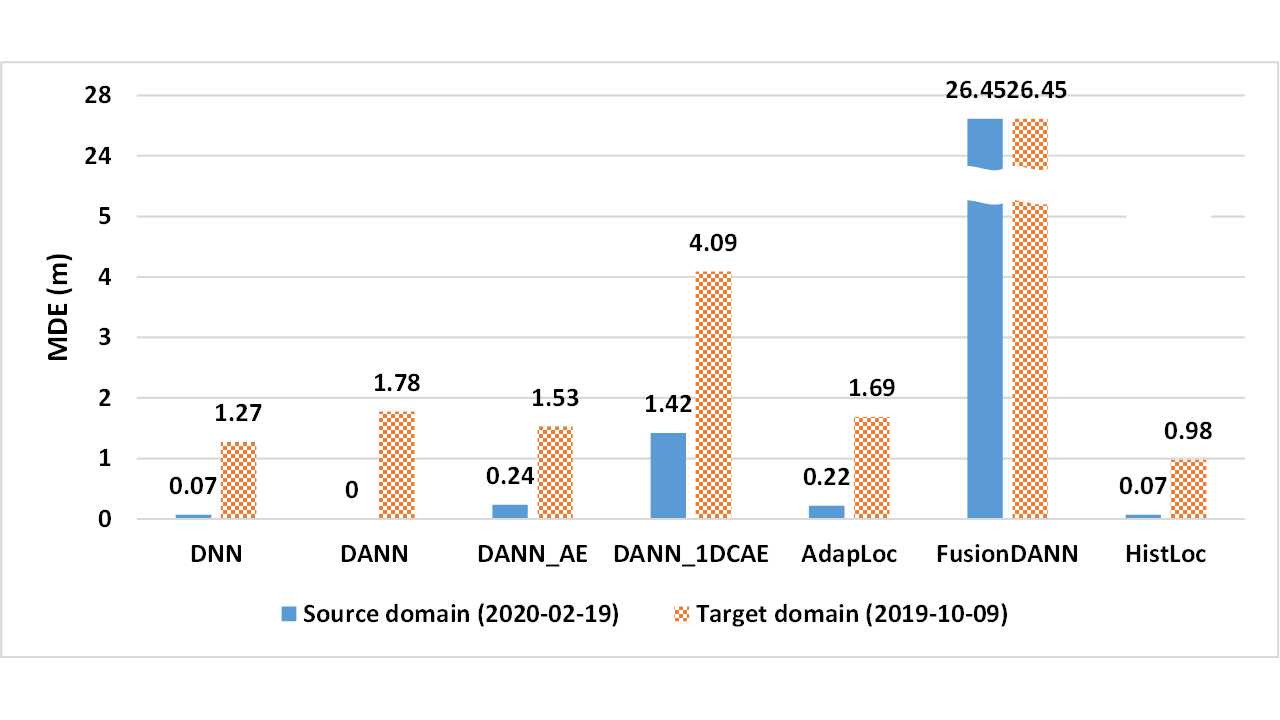 28
24
5
4
3
2
1
0
MDE (m)
0.07
1.27
0
1.78
0.24
1.53
1.42
4.09
0.22
1.69
26.45
26.45
0.07
0.98
DNN
DANN
DANN_AE
DANN_1DCAE
AdapLoc
FusionDANN
HistLoc
Source domain (2020-02-19)
Target domain (2019-10-09)